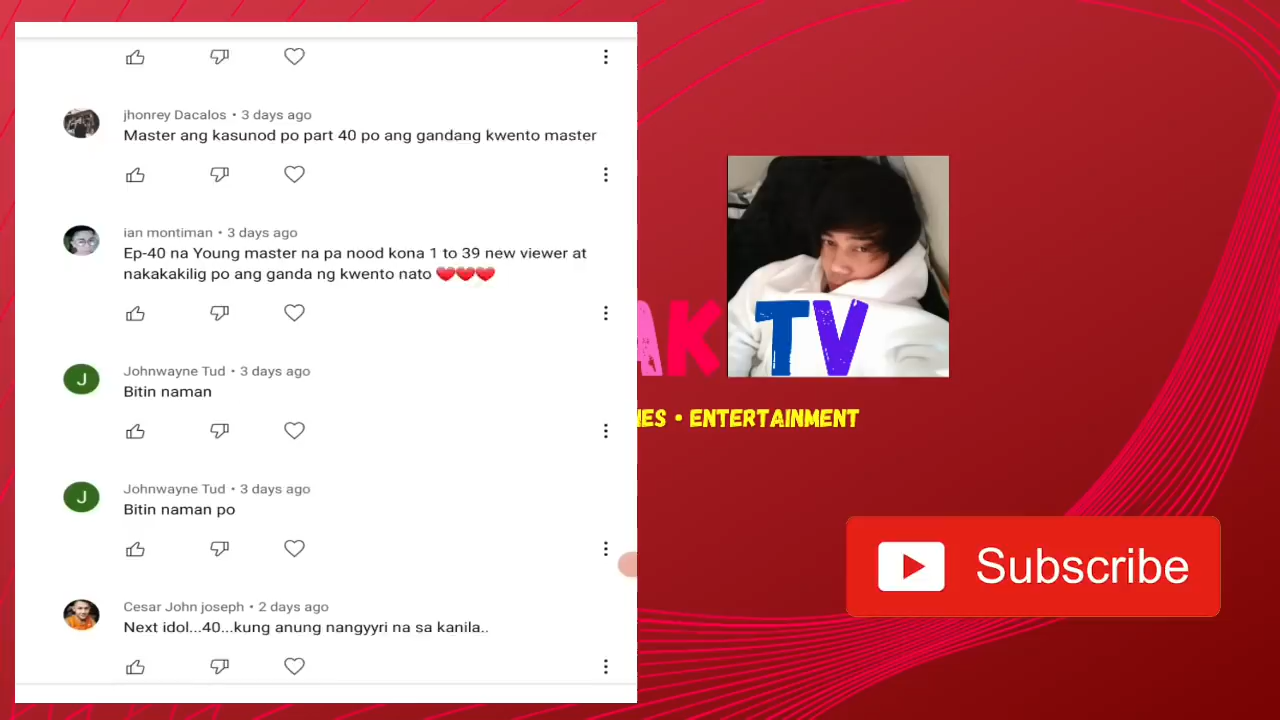 jhonrey Dacalos • 3 days ago
Master ang kasunod po part 40 po ang gandang kwento master
ian montiman • 3 days ago
Ep-40 na Young master na pa nood kona 1 to 39 new viewer at
nakakakilig po ang ganda ng kwento nato ❤❤❤
J
Johnwayne Tud • 3 days ago
Bitin naman
J
Johnwayne Tud • 3 days ago
Bitin naman po
Cesar John joseph • 2 days ago
Next idol...40...kung anung nangyyri na sa kanila..
AK TV
ES • ENTERTAINMENT
Subscribe